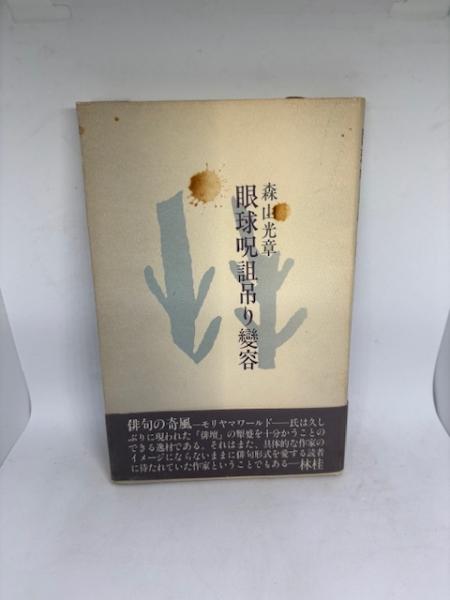 森山光章
眼球呪詛吊り變容
俳句の奇風―モリヤマワールド――氏は久し
ぶりに現われた「俳壇」の顰蹙を十分かうことの
できる逸材である。それはまた、具体的な作家の
イメージにならないままに俳句形式を愛する読者
に待たれていた作家ということでもある―林桂